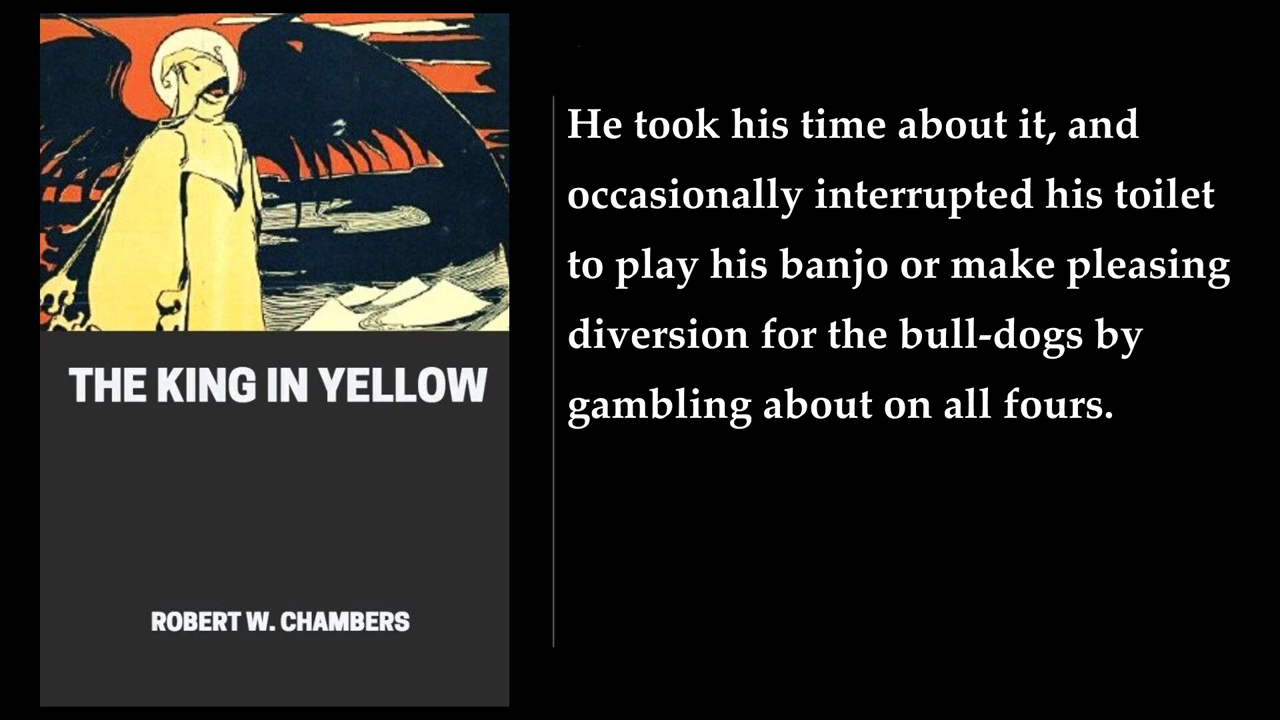 THE KING IN YELLOW
ROBERT W. CHAMBERS
He took his time about it, and
occasionally interrupted his toilet
to play his banjo or make pleasing
diversion for the bull-dogs by
gambling about on all fours.